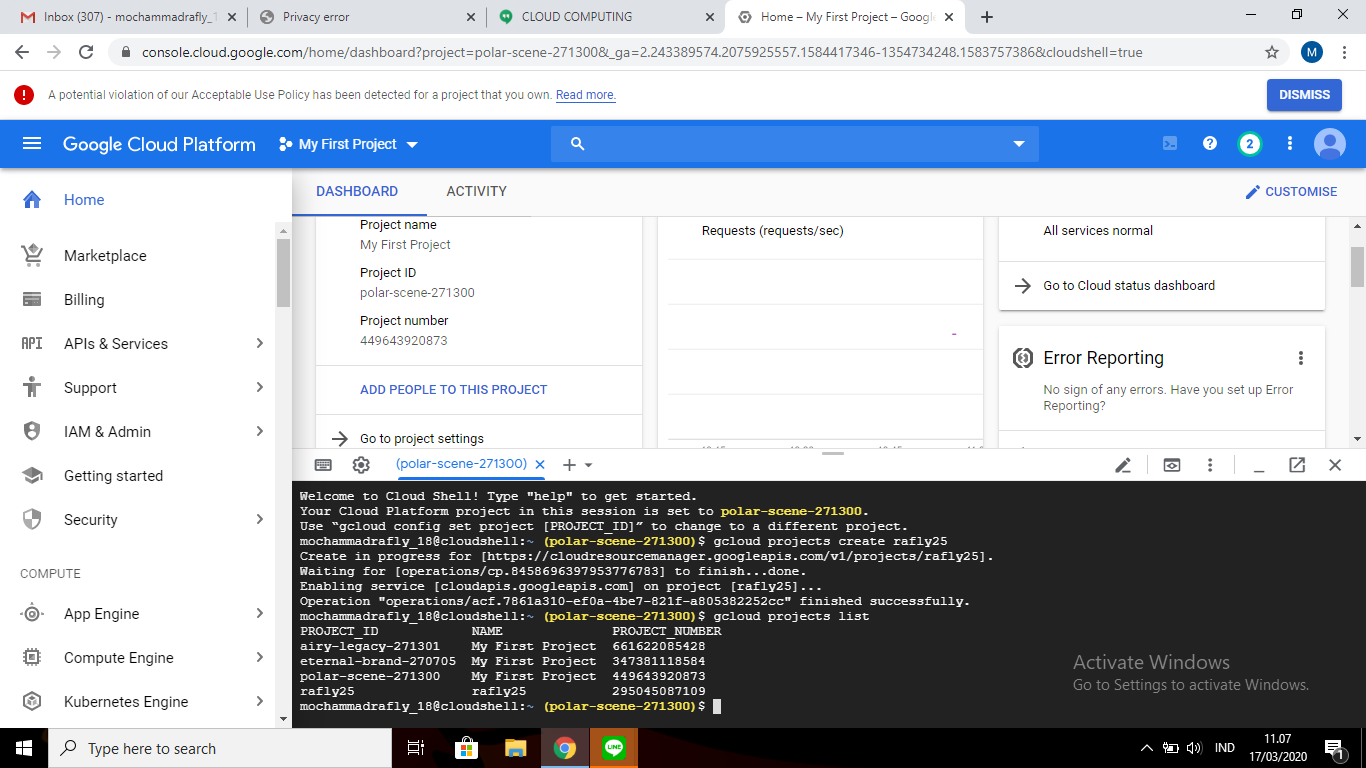 Inbox (307) - mochammadrafly_1
Privacy error
CLOUD COMPUTING
Home – My First Project – Google
console.cloud.google.com/home/dashboard?project=polar-scene-271300&_ga=2.243389574.2075925557.1584417346-1354734248.1583757386&cloudshell=true
M
A potential violation of our Acceptable Use Policy has been detected for a project that you own. Read more.
DISMISS
Google Cloud Platform
My First Project
2
Home
DASHBOARD
ACTIVITY
CUSTOMISE
Marketplace
Billing
API APIs & Services
Support
IAM & Admin
Getting started
Security
COMPUTE
App Engine
Compute Engine
Kubernetes Engine
Project name
My First Project
Project ID
polar-scene-271300
Project number
449643920873
ADD PEOPLE TO THIS PROJECT
Go to project settings
Requests (requests/sec)
All services normal
Go to Cloud status dashboard
Error Reporting
No sign of any errors. Have you set up Error
Reporting?
(polar-scene-271300)
Welcome to Cloud Shell! Type "help" to get started.
Your Cloud Platform project in this session is set to polar-scene-271300.
Use “gcloud config set project [PROJECT_ID]” to change to a different project.
mochammadrafly_18@cloudshell:~ (polar-scene-271300)$ gcloud projects create rafly25
Create in progress for [https://cloudresourcemanager.googleapis.com/v1/projects/rafly25].
Waiting for [operations/cp.8458696397953776783] to finish...done.
Enabling service [cloudapis.googleapis.com] on project [rafly25]...
Operation "operations/acf.7861a310-ef0a-4be7-821f-a805382252cc" finished successfully.
mochammadrafly_18@cloudshell:~ (polar-scene-271300)$ gcloud projects list
PROJECT_ID NAME PROJECT_NUMBER
airy-legacy-271301 My First Project 661622085428
eternal-brand-270705 My First Project 347381118584
polar-scene-271300 My First Project 449643920873
rafly25 rafly25 295045087109
mochammadrafly_18@cloudshell:~ (polar-scene-271300)$
Activate Windows
Go to Settings to activate Windows.
Type here to search
LINE
IND
11.07
17/03/2020
1